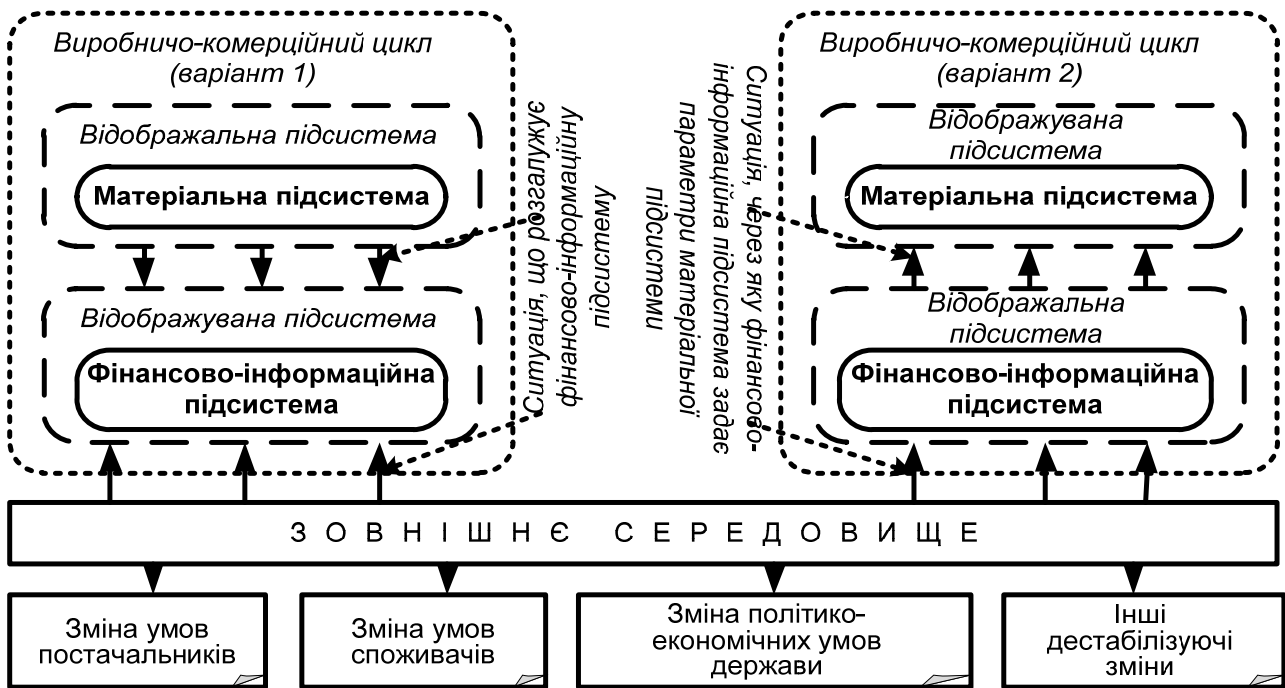 Виробничо-комерційний цикл
(варіант 1)
Відображальна підсистема
Матеріальна підсистема
Відображувана підсистема
Фінансово-інформаційна
підсистема
Ситуація, що розгалужує
фінансово-інформаційну
підсистему
Ситуація, через яку фінансово-
інформаційна підсистема задає
параметри матеріальної
підсистеми
Виробничо-комерційний цикл
(варіант 2)
Відображувана
підсистема
Матеріальна підсистема
Відображальна
підсистема
Фінансово-інформаційна
підсистема
ЗОВНІШНЄ СЕРЕДОВИЩЕ
Зміна умов
постачальників
Зміна умов
споживачів
Зміна політико-
економічних умов
держави
Інші
дестабілізуючі
зміни